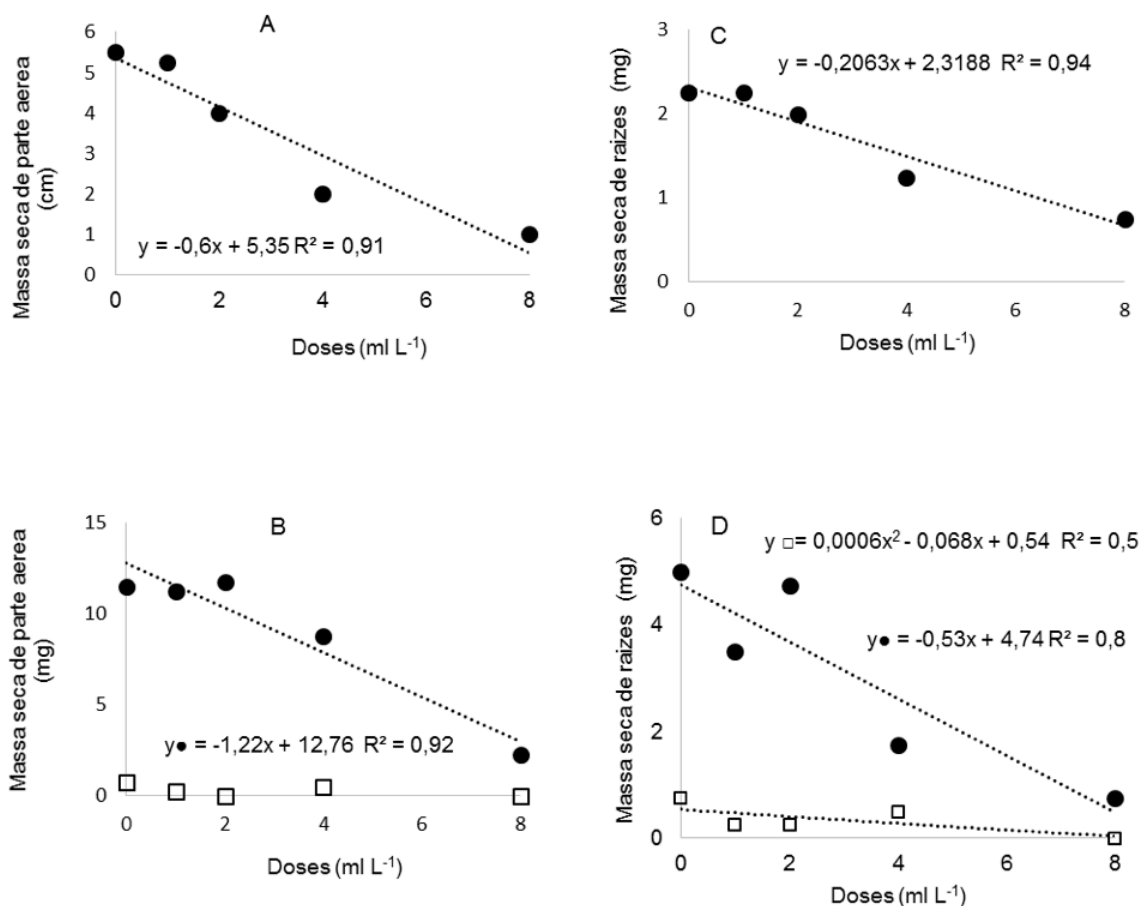 A
Massa seca de parte aerea
(cm)
6
5
4
3
2
1
0
y = -0,6x + 5,35 R² = 0,91
0 2 4 6 8
Doses (ml L⁻¹)
C
Massa seca de raizes (mg)
3
2
1
0
y = -0,2063x + 2,3188 R² = 0,94
0 2 4 6 8
Doses (ml L⁻¹)
B
Massa seca de parte aerea
(mg)
15
10
5
0
y● = -1,22x + 12,76 R² = 0,92
0 2 4 6 8
Doses (ml L⁻¹)
D
Massa seca de raizes (mg)
6
4
2
0
y □= 0,0006x² - 0,068x + 0,54 R² = 0,5
y● = -0,53x + 4,74 R² = 0,8
0 2 4 6 8
Doses (ml L⁻¹)